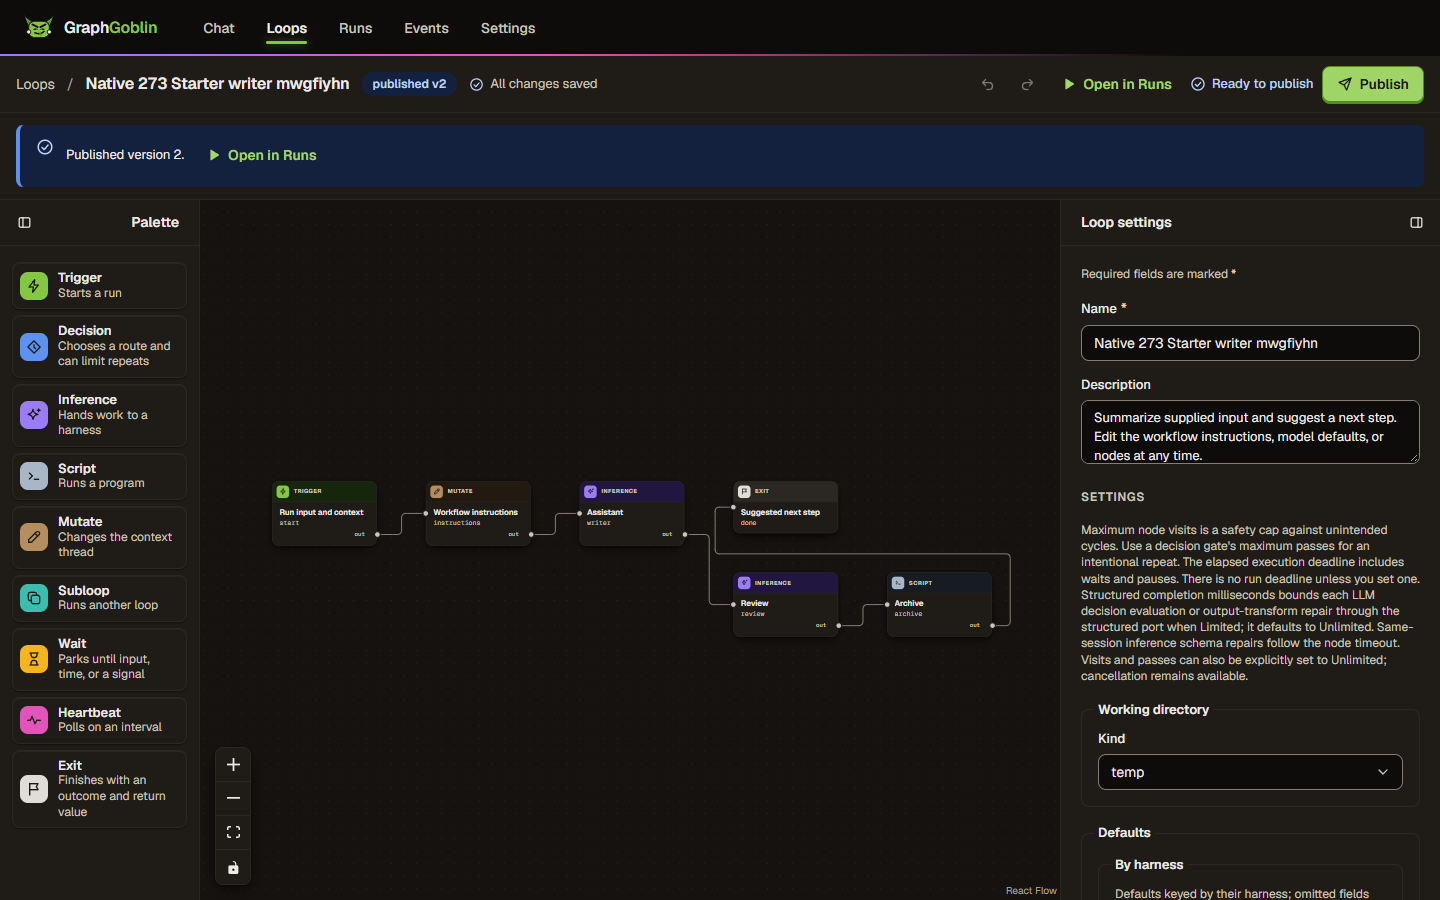 GraphGoblin
Chat
Loops
Runs
Events
Settings
Loops / Native 273 Starter writer mwgfiyhn
published v2
All changes saved
Open in Runs
Ready to publish
Publish
Published version 2.
Open in Runs
Palette
Trigger
Starts a run
Decision
Chooses a route and
can limit repeats
Inference
Hands work to a
harness
Script
Runs a program
Mutate
Changes the context
thread
Subloop
Runs another loop
Wait
Parks until input,
time, or a signal
Heartbeat
Polls on an interval
Exit
Finishes with an
outcome and return
value
TRIGGER
Run input and context
start
out
MUTATE
Workflow instructions
instructions
out
INFERENCE
Assistant
writer
out
EXIT
Suggested next step
done
INFERENCE
Review
review
out
SCRIPT
Archive
archive
out
React Flow
Loop settings
Required fields are marked *
Name *
Native 273 Starter writer mwgfiyhn
Description
Summarize supplied input and suggest a next step.
Edit the workflow instructions, model defaults, or
nodes at any time.
SETTINGS
Maximum node visits is a safety cap against unintended
cycles. Use a decision gate's maximum passes for an
intentional repeat. The elapsed execution deadline includes
waits and pauses. There is no run deadline unless you set one.
Structured completion milliseconds bounds each LLM
decision evaluation or output-transform repair through the
structured port when Limited; it defaults to Unlimited. Same-
session inference schema repairs follow the node timeout.
Visits and passes can also be explicitly set to Unlimited;
cancellation remains available.
Working directory
Kind
temp
Defaults
By harness
Defaults keyed by their harness; omitted fields